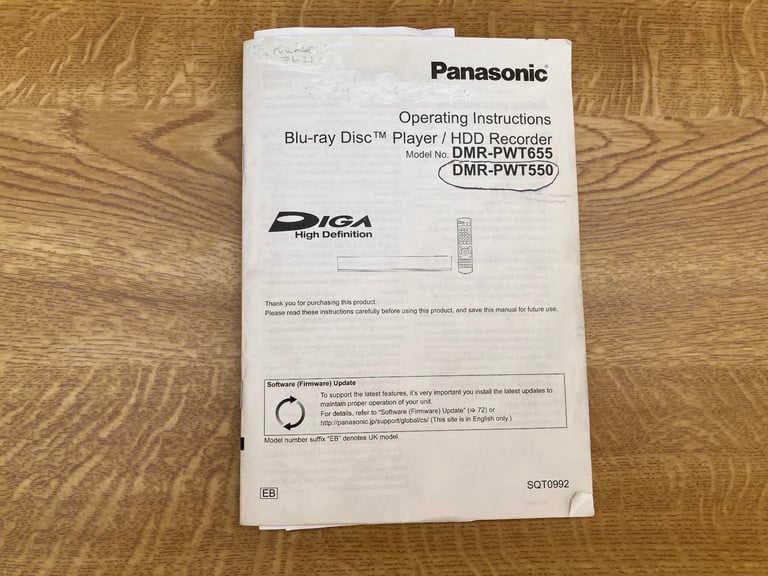 Number
7621
Panasonic
Operating Instructions
Blu-ray Disc™ Player / HDD Recorder
Model No. DMR-PWT655
DMR-PWT550
DIGA
High Definition
Thank you for purchasing this product.
Please read these instructions carefully before using this product, and save this manual for future use.
Software (Firmware) Update
To support the latest features, it's very important you install the latest updates to
maintain proper operation of your unit.
For details, refer to "Software (Firmware) Update" (⇨ 72) or
http://panasonic.jp/support/global/cs/ (This site is in English only.)
Model number suffix "EB" denotes UK model.
EB
SQT0992